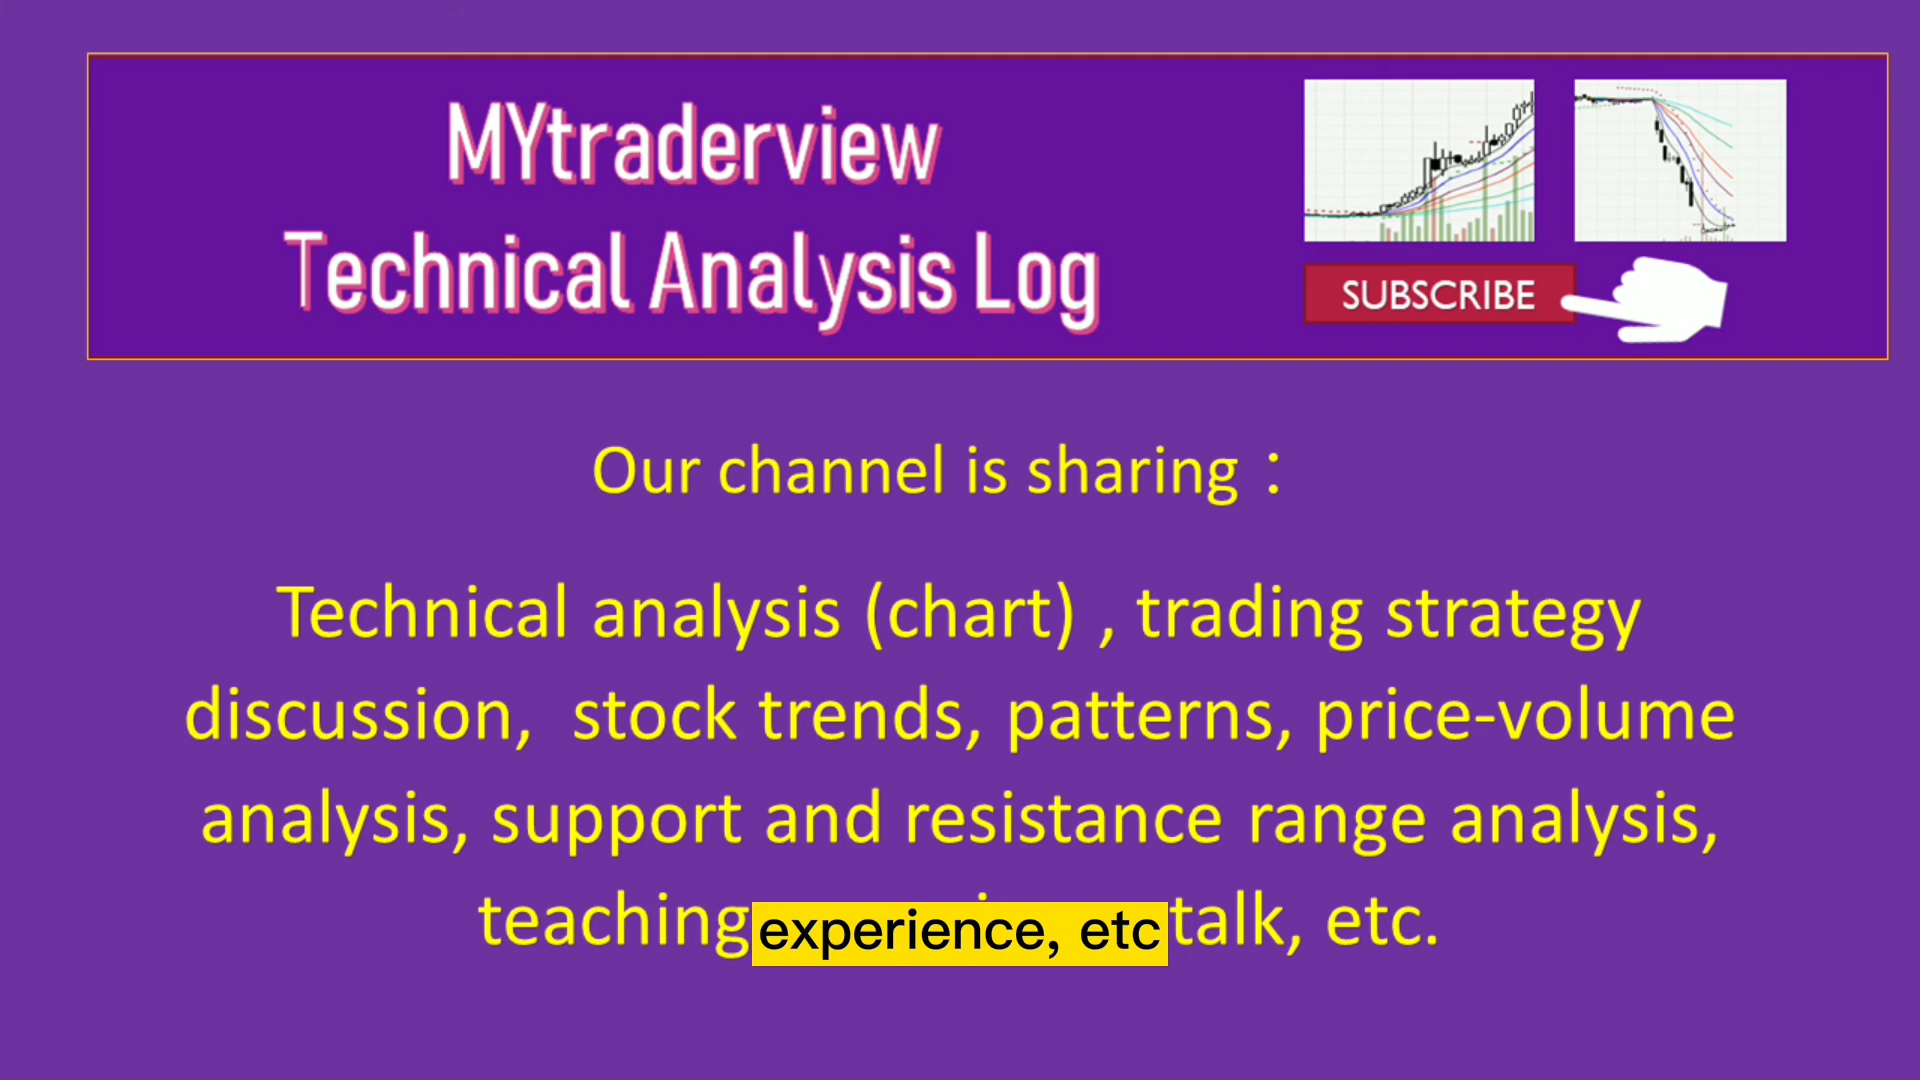 MYtraderview
Technical Analysis Log
SUBSCRIBE
Our channel is sharing：
Technical analysis (chart) , trading strategy
discussion, stock trends, patterns, price-volume
analysis, support and resistance range analysis,
teaching talk, etc.
experience, etc